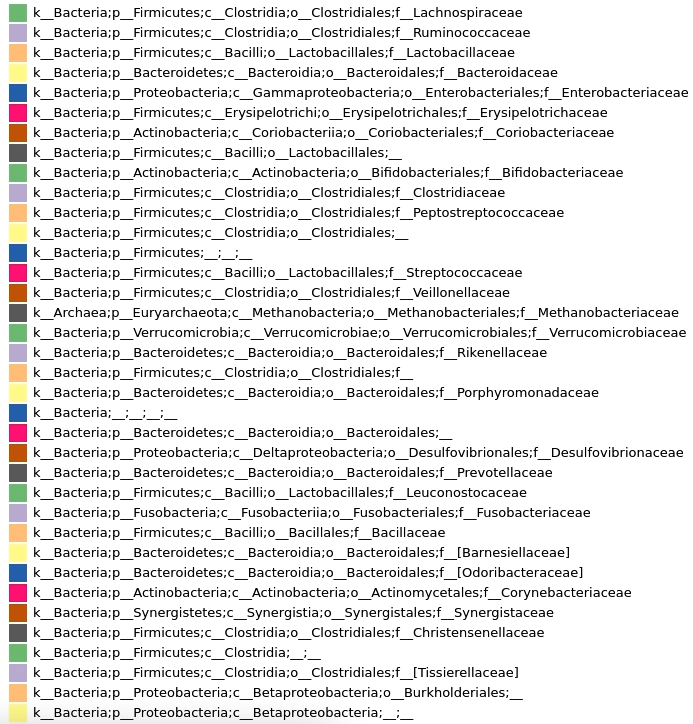 k__Bacteria;p__Firmicutes;c__Clostridia;o__Clostridiales;f__Lachnospiraceae
k__Bacteria;p__Firmicutes;c__Clostridia;o__Clostridiales;f__Ruminococcaceae
k__Bacteria;p__Firmicutes;c__Bacilli;o__Lactobacillales;f__Lactobacillaceae
k__Bacteria;p__Bacteroidetes;c__Bacteroidia;o__Bacteroidales;f__Bacteroidaceae
k__Bacteria;p__Proteobacteria;c__Gammaproteobacteria;o__Enterobacteriales;f__Enterobacteriaceae
k__Bacteria;p__Firmicutes;c__Erysipelotrichi;o__Erysipelotrichales;f__Erysipelotrichaceae
k__Bacteria;p__Actinobacteria;c__Coriobacteriia;o__Coriobacteriales;f__Coriobacteriaceae
k__Bacteria;p__Firmicutes;c__Bacilli;o__Lactobacillales;__
k__Bacteria;p__Actinobacteria;c__Actinobacteria;o__Bifidobacteriales;f__Bifidobacteriaceae
k__Bacteria;p__Firmicutes;c__Clostridia;o__Clostridiales;f__Clostridiaceae
k__Bacteria;p__Firmicutes;c__Clostridia;o__Clostridiales;f__Peptostreptococcaceae
k__Bacteria;p__Firmicutes;c__Clostridia;o__Clostridiales;__
k__Bacteria;p__Firmicutes;__;__;__
k__Bacteria;p__Firmicutes;c__Bacilli;o__Lactobacillales;f__Streptococcaceae
k__Bacteria;p__Firmicutes;c__Clostridia;o__Clostridiales;f__Veillonellaceae
k__Archaea;p__Euryarchaeota;c__Methanobacteria;o__Methanobacteriales;f__Methanobacteriaceae
k__Bacteria;p__Verrucomicrobia;c__Verrucomicrobiae;o__Verrucomicrobiales;f__Verrucomicrobiaceae
k__Bacteria;p__Bacteroidetes;c__Bacteroidia;o__Bacteroidales;f__Rikenellaceae
k__Bacteria;p__Firmicutes;c__Clostridia;o__Clostridiales;f__
k__Bacteria;p__Bacteroidetes;c__Bacteroidia;o__Bacteroidales;f__Porphyromonadaceae
k__Bacteria;__;__;__;__
k__Bacteria;p__Bacteroidetes;c__Bacteroidia;o__Bacteroidales;__
k__Bacteria;p__Proteobacteria;c__Deltaproteobacteria;o__Desulfovibrionales;f__Desulfovibrionaceae
k__Bacteria;p__Bacteroidetes;c__Bacteroidia;o__Bacteroidales;f__Prevotellaceae
k__Bacteria;p__Firmicutes;c__Bacilli;o__Lactobacillales;f__Leuconostocaceae
k__Bacteria;p__Fusobacteria;c__Fusobacteriia;o__Fusobacteriales;f__Fusobacteriaceae
k__Bacteria;p__Firmicutes;c__Bacilli;o__Bacillales;f__Bacillaceae
k__Bacteria;p__Bacteroidetes;c__Bacteroidia;o__Bacteroidales;f__[Barnesiellaceae]
k__Bacteria;p__Bacteroidetes;c__Bacteroidia;o__Bacteroidales;f__[Odoribacteraceae]
k__Bacteria;p__Actinobacteria;c__Actinobacteria;o__Actinomycetales;f__Corynebacteriaceae
k__Bacteria;p__Synergistetes;c__Synergistia;o__Synergistales;f__Synergistaceae
k__Bacteria;p__Firmicutes;c__Clostridia;o__Clostridiales;f__Christensenellaceae
k__Bacteria;p__Firmicutes;c__Clostridia;__;__
k__Bacteria;p__Firmicutes;c__Clostridia;o__Clostridiales;f__[Tissierellaceae]
k__Bacteria;p__Proteobacteria;c__Betaproteobacteria;o__Burkholderiales;__
k__Bacteria;p__Proteobacteria;c__Betaproteobacteria;__;__